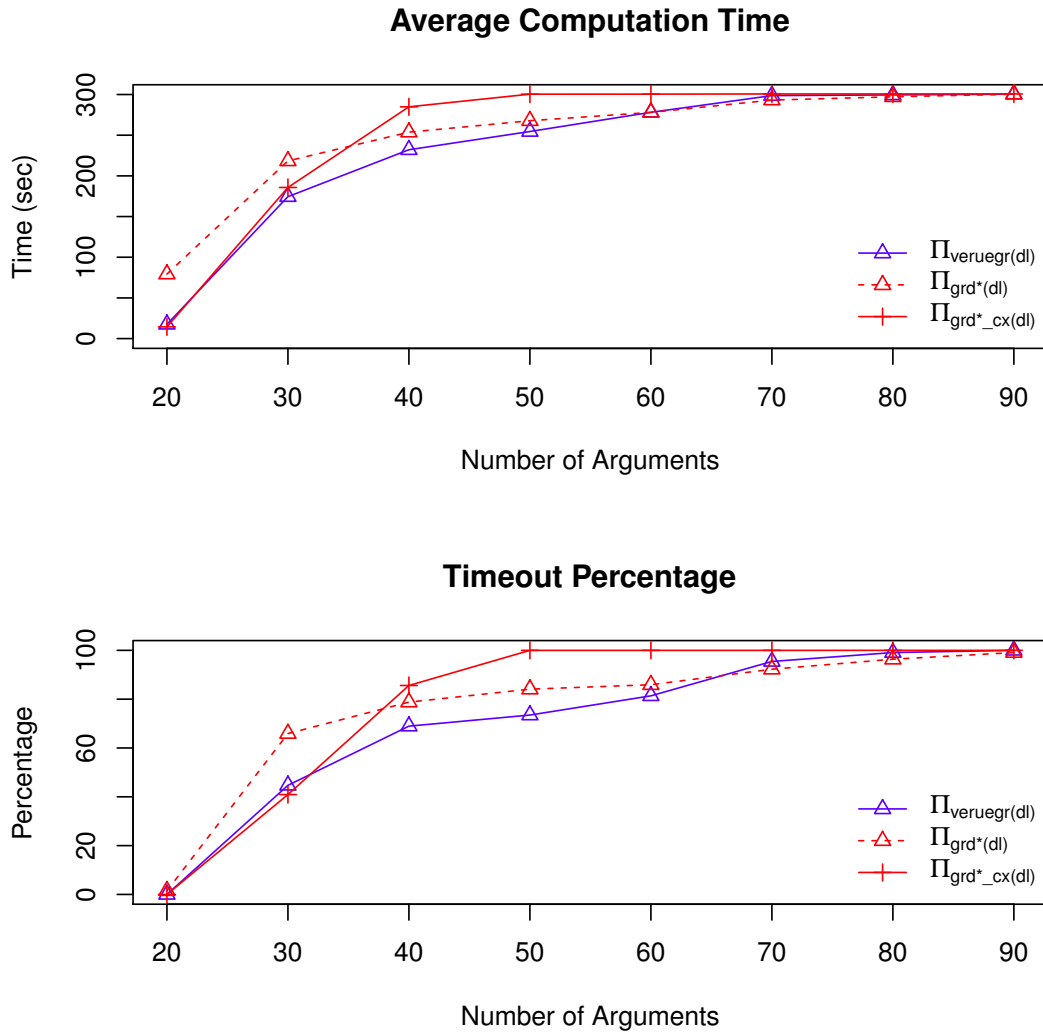 Average Computation Time
Time (sec)
300
200
100
0
Πveruegr(dl)
Πgrd*(dl)
Πgrd*_cx(dl)
20 30 40 50 60 70 80 90
Number of Arguments
Timeout Percentage
Percentage
100
60
20
0
Πveruegr(dl)
Πgrd*(dl)
Πgrd*_cx(dl)
20 30 40 50 60 70 80 90
Number of Arguments